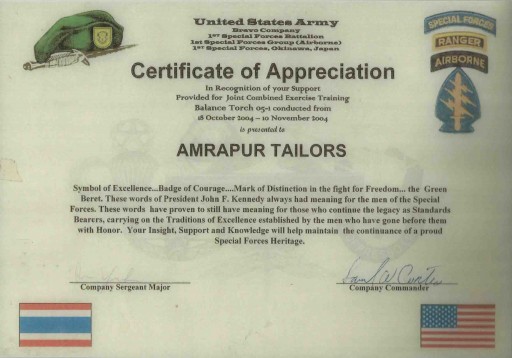 United States Army
Bravo Company
1st Special Forces Battalion
1st Special Forces Group (Airborne)
1st Special Forces, Okinawa, Japan
SPECIAL FORCES
RANGER
AIRBORNE
Certificate of Appreciation
In Recognition of your Support
Provided for Joint Combined Exercise Training
Balance Torch 05-1 conducted from
18 October 2004 – 10 November 2004
is presented to
AMRAPUR TAILORS
Symbol of Excellence...Badge of Courage....Mark of Distinction in the fight for Freedom... the Green
Beret. These words of President John F. Kennedy always had meaning for the men of the Special
Forces. These words have proven to still have meaning for those who continue the legacy as Standards
Bearers, carrying on the Traditions of Excellence established by the men who have gone before them
with Honor. Your Insight, Support and Knowledge will help maintain the continuance of a proud
Special Forces Heritage.
Company Sergeant Major
Company Commander